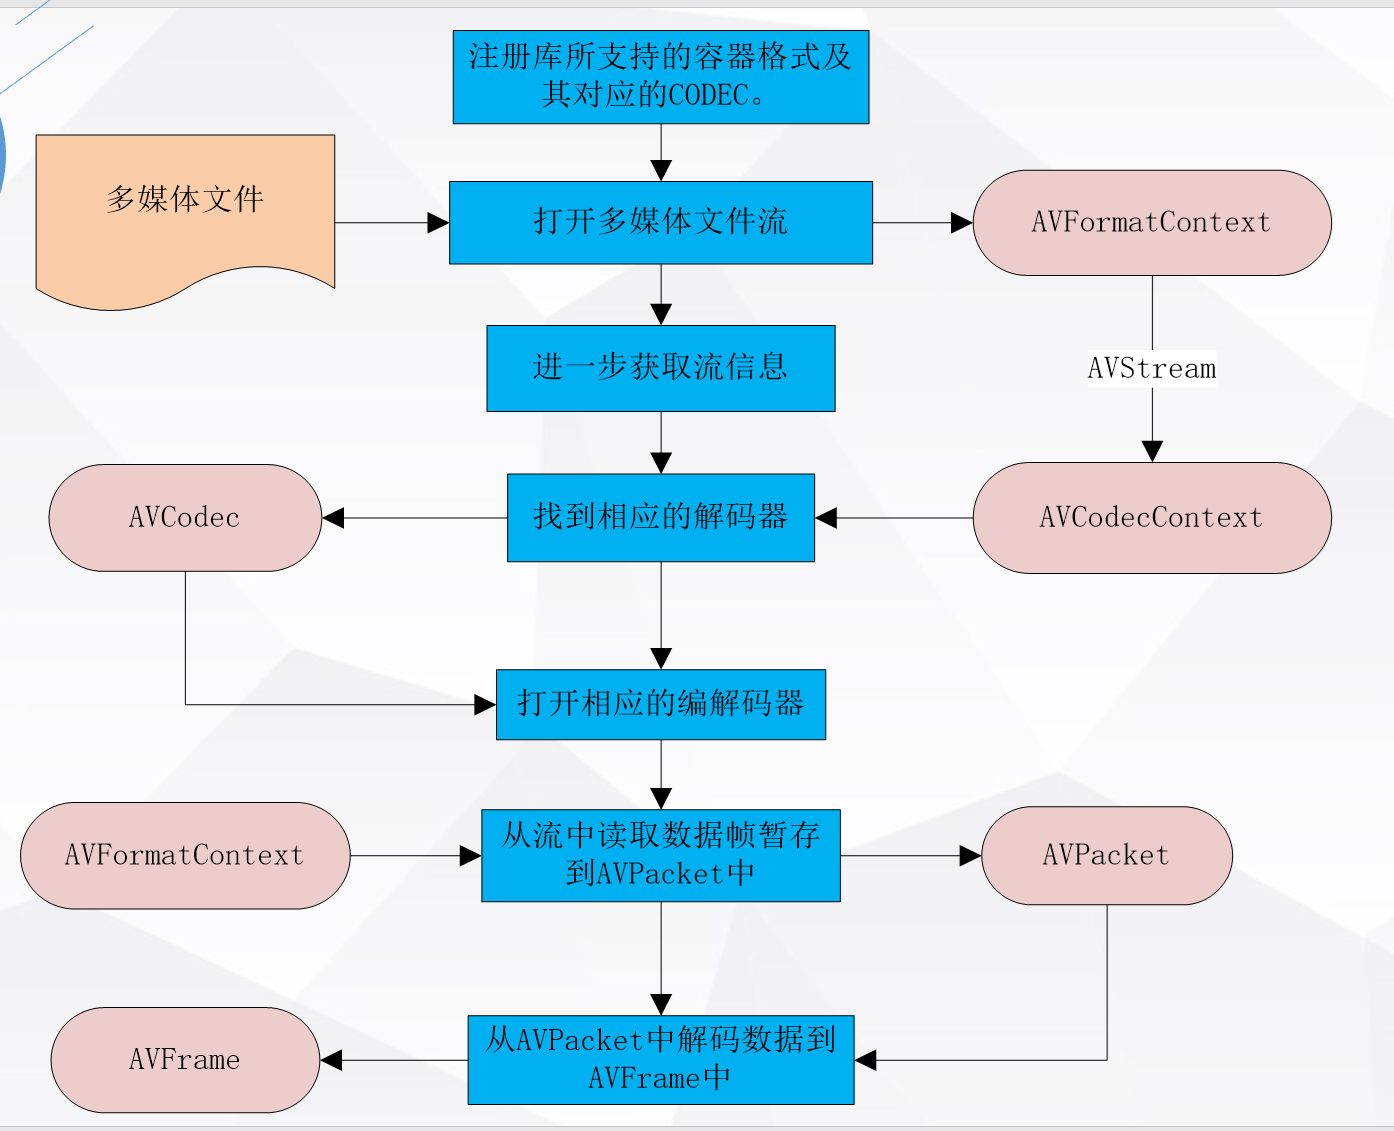 注册库所支持的容器格式及
其对应的CODEC。
多媒体文件
打开多媒体文件流
AVFormatContext
进一步获取流信息
AVStream
AVCodec
找到相应的解码器
AVCodecContext
打开相应的编解码器
AVFormatContext
从流中读取数据帧暂存
到AVPacket中
AVPacket
AVFrame
从AVPacket中解码数据到
AVFrame中